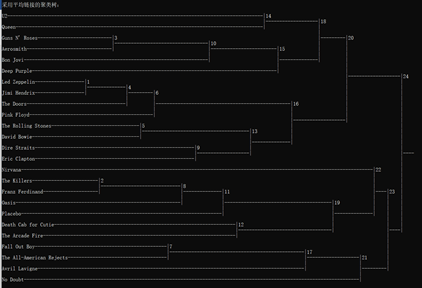 采用平均链接的聚类树:
U2 14
18
Queen
Guns N' Roses 3 20
10
Aerosmith 15
Bon Jovi
Deep Purple
24
Led Zeppelin 1
4
Jimi Hendrix 6
The Doors 16
Pink Floyd
The Rolling Stones 5
13
David Bowie
Dire Straits 9
Eric Clapton
Nirvana 22
The Killers 2
8 23
Franz Ferdinand 11
Oasis 19
Placebo
Death Cab for Cutie 12
The Arcade Fire
Fall Out Boy 7
17
The All-American Rejects 21
Avril Lavigne
No Doubt